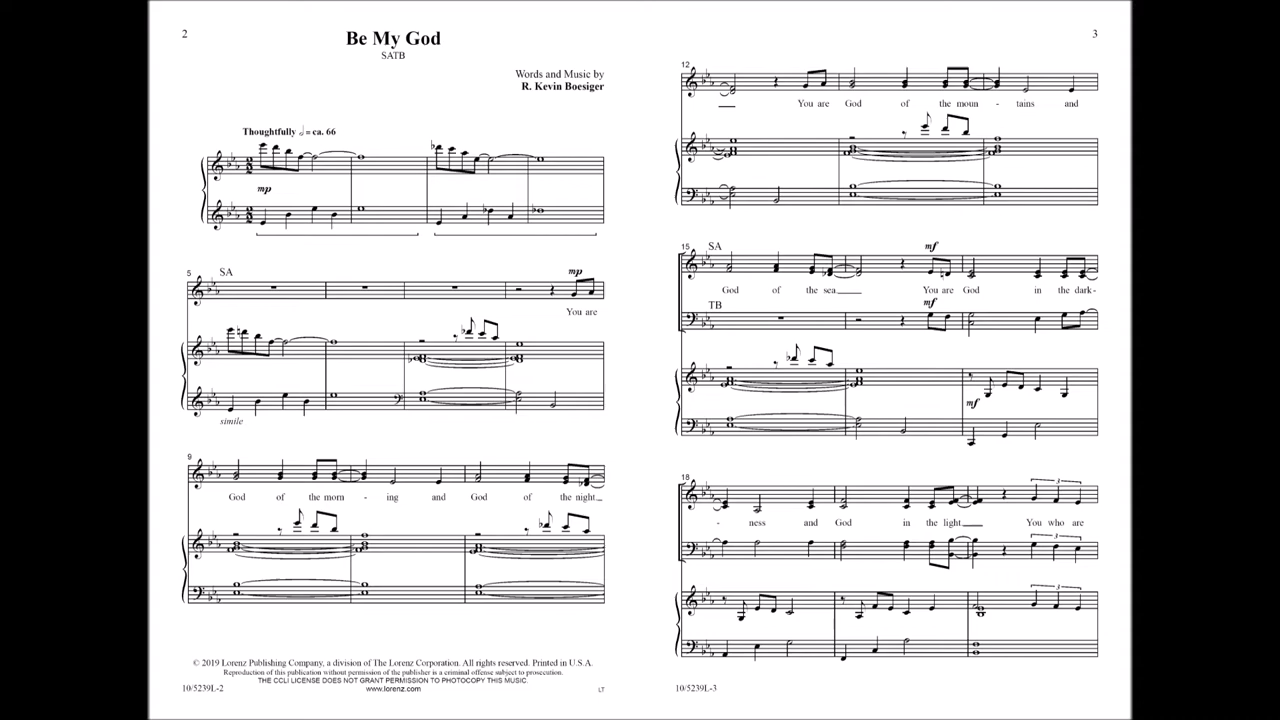 2
Be My God
SATB
Words and Music by
R. Kevin Boesiger
Thoughtfully 𝅗𝅥 = ca. 66
mp
5
SA
mp
You are
simile
9
God of the morn - ing and God of the night.
© 2019 Lorenz Publishing Company, a division of The Lorenz Corporation. All rights reserved. Printed in U.S.A.
Reproduction of this publication without permission of the publisher is a criminal offense subject to prosecution.
THE CCLI LICENSE DOES NOT GRANT PERMISSION TO PHOTOCOPY THIS MUSIC.
www.lorenz.com
10/5239L-2
LT
3
12
You are God of the moun - tains and
15
SA
mf
God of the sea. You are God in the dark-
TB
mf
mf
18
3
- ness and God in the light. You who are
3
3
10/5239L-3